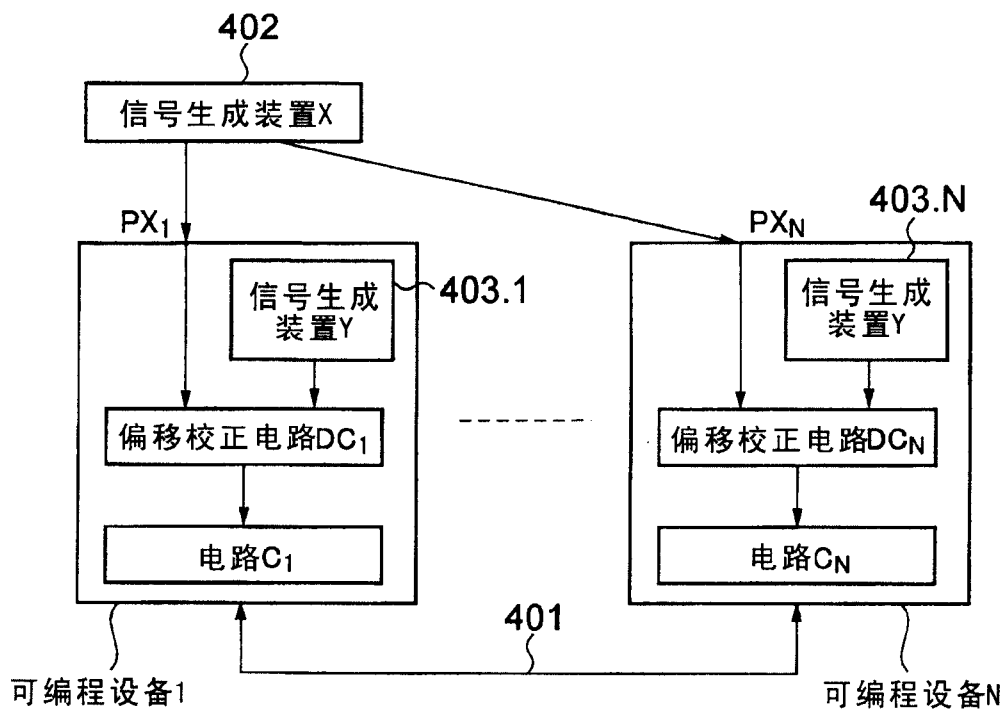 402
信号生成装置X
PX1
PXN
403.N
信号生成
装置Y
403.1
信号生成
装置Y
偏移校正电路DC1
偏移校正电路DCN
电路C1
电路CN
401
可编程设备1
可编程设备N